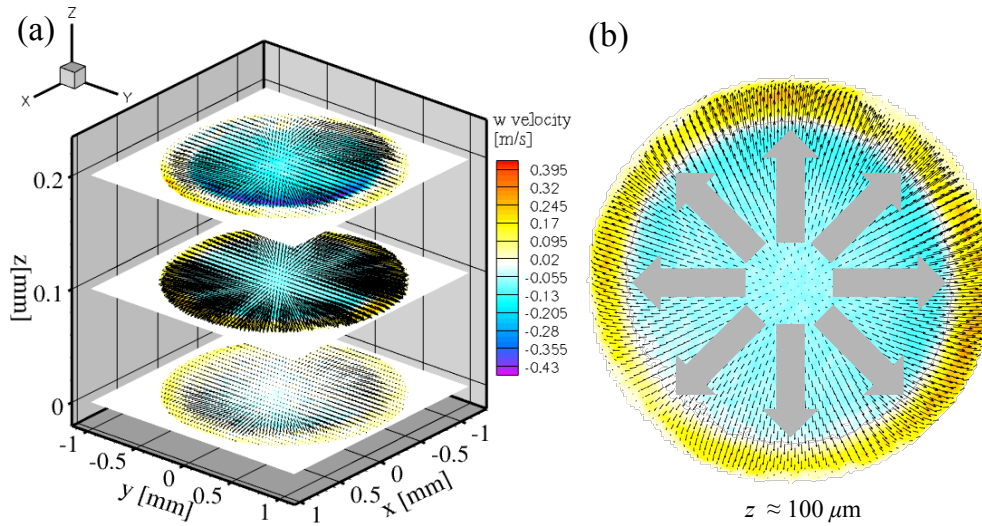 (a)
(b)
Z
X
Y
w velocity
[m/s]
0.395
0.32
0.245
0.17
0.095
0.02
-0.055
-0.13
-0.205
-0.28
-0.355
-0.43
0.2
0.1
0
z[mm]
-1
-0.5
0
0.5
1
y [mm]
-1
-0.5
0
0.5
1
x [mm]
z ≈ 100 μm